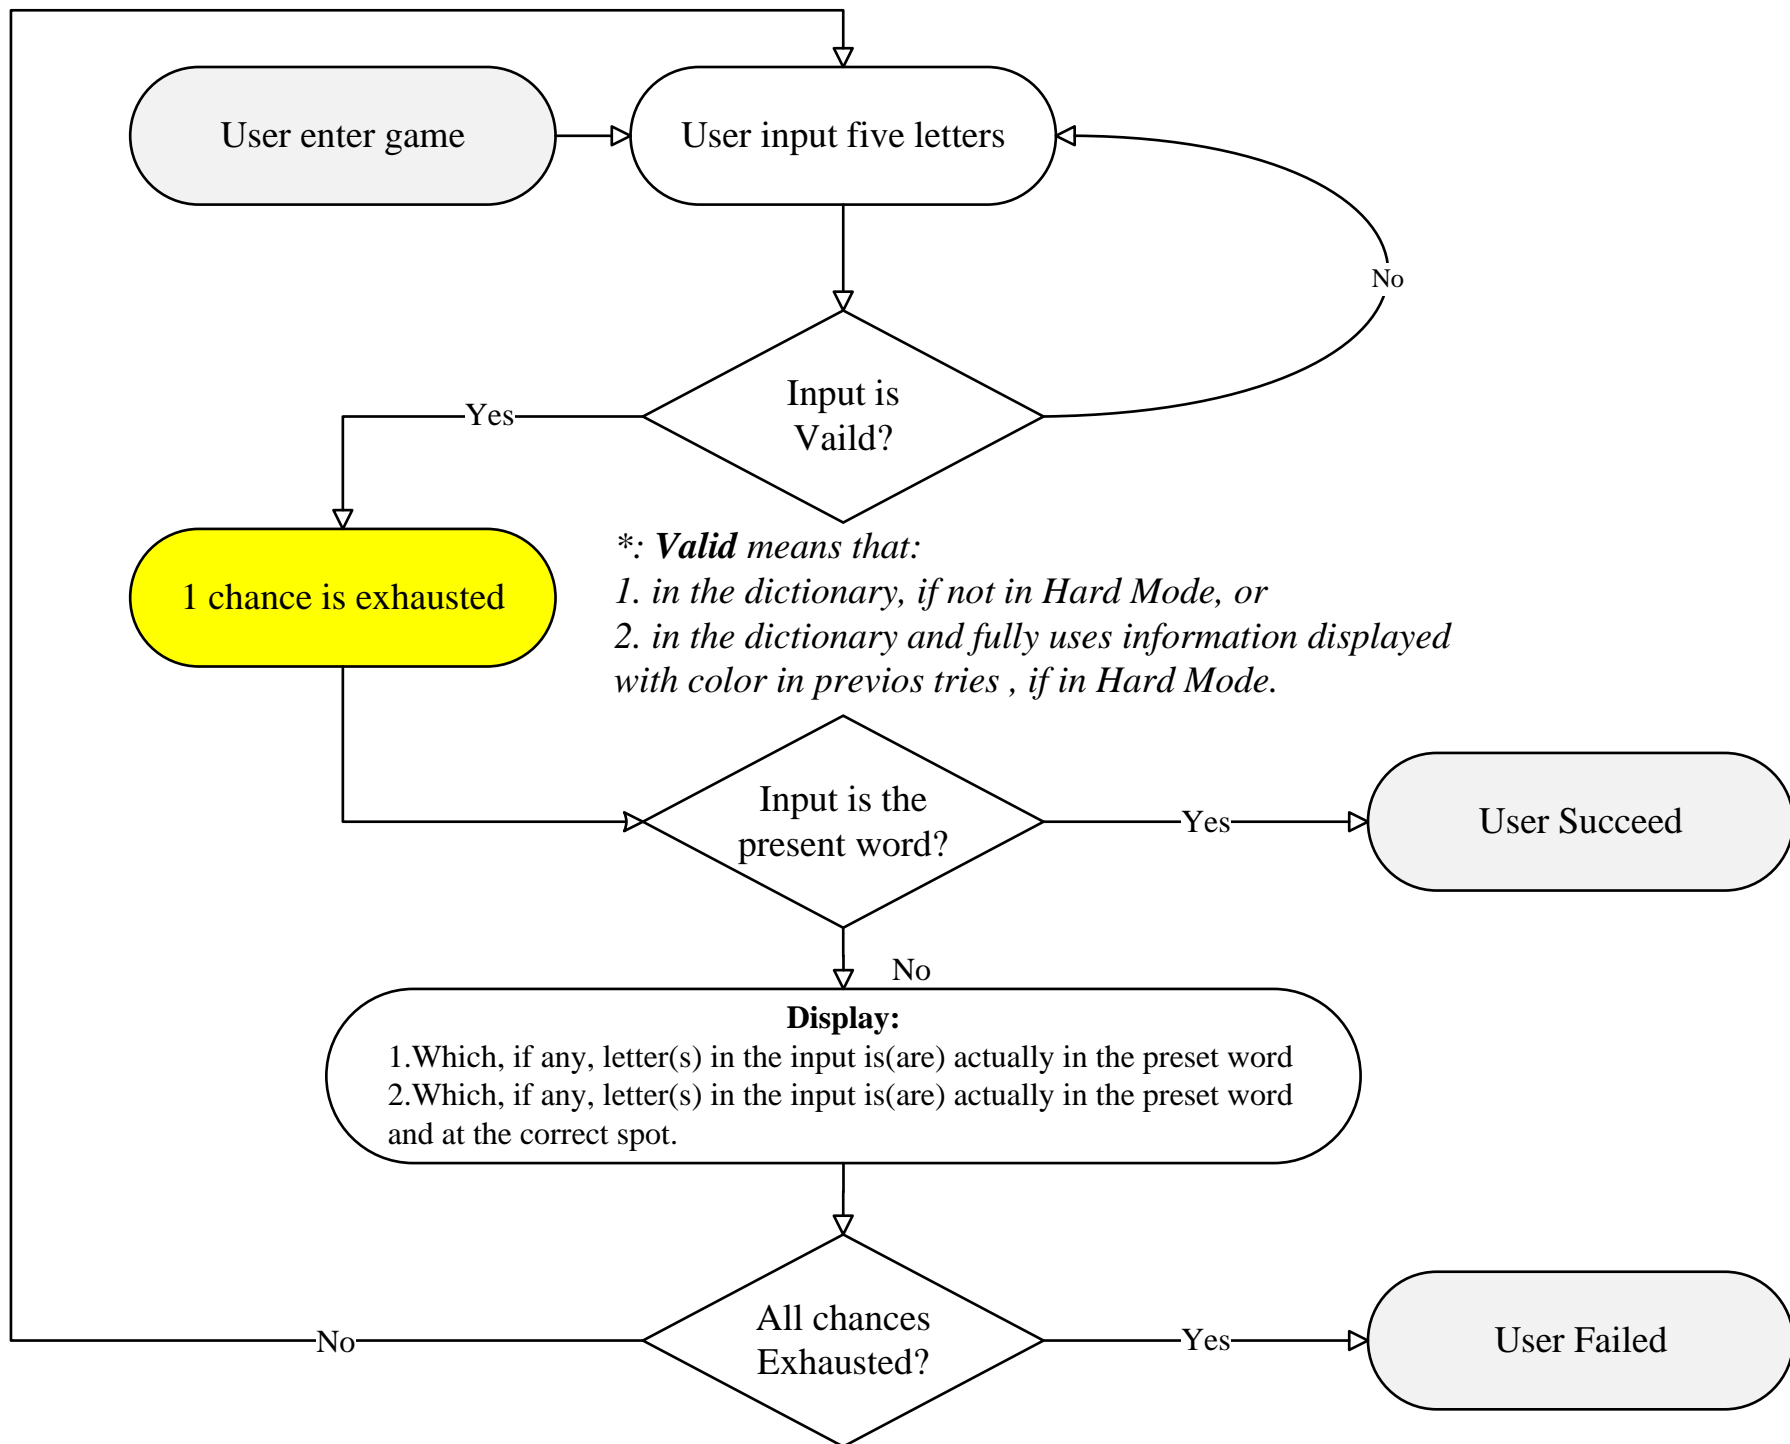 User enter game
User input five letters
No
Input is
Vaild?
Yes
1 chance is exhausted
*: Valid means that:
1. in the dictionary, if not in Hard Mode, or
2. in the dictionary and fully uses information displayed
with color in previos tries , if in Hard Mode.
Input is the
present word?
Yes
User Succeed
No
Display:
1.Which, if any, letter(s) in the input is(are) actually in the preset word
2.Which, if any, letter(s) in the input is(are) actually in the preset word
and at the correct spot.
All chances
Exhausted?
No
Yes
User Failed